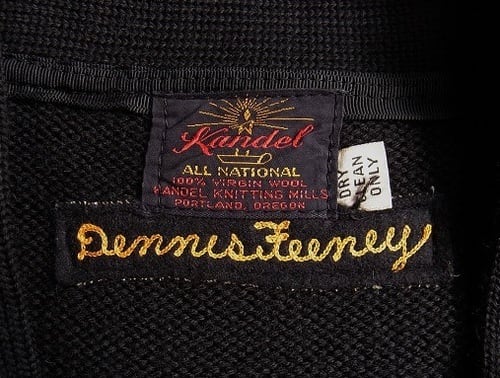 Kandel
ALL NATIONAL
100% VIRGIN WOOL
KANDEL KNITTING MILLS
PORTLAND, OREGON
DRY
CLEAN
ONLY
Dennis Feeney